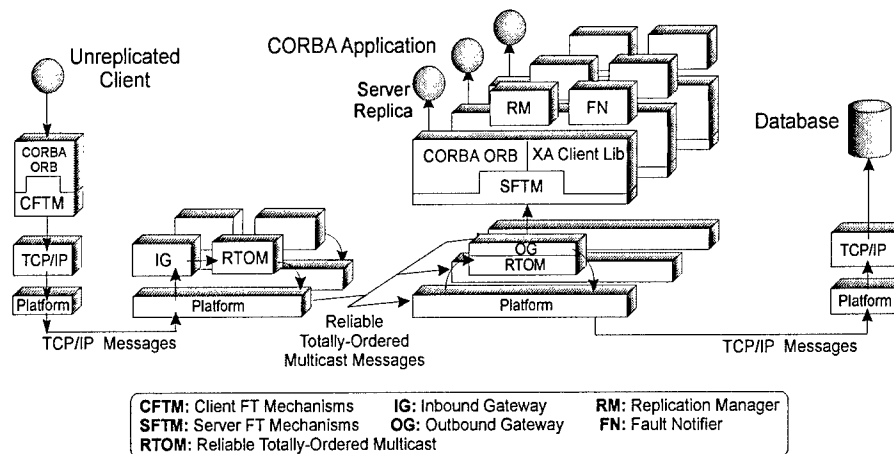 Unreplicated
Client
CORBA Application
Server
Replica
RM
FN
Database
CORBA
ORB
CFTM
CORBA ORB
XA Client Lib
SFTM
TCP/IP
IG
RTOM
OG
RTOM
TCP/IP
Platform
Platform
Platform
Platform
TCP/IP Messages
Reliable
Totally-Ordered
Multicast Messages
TCP/IP Messages
CFTM: Client FT Mechanisms
IG: Inbound Gateway
RM: Replication Manager
SFTM: Server FT Mechanisms
OG: Outbound Gateway
FN: Fault Notifier
RTOM: Reliable Totally-Ordered Multicast